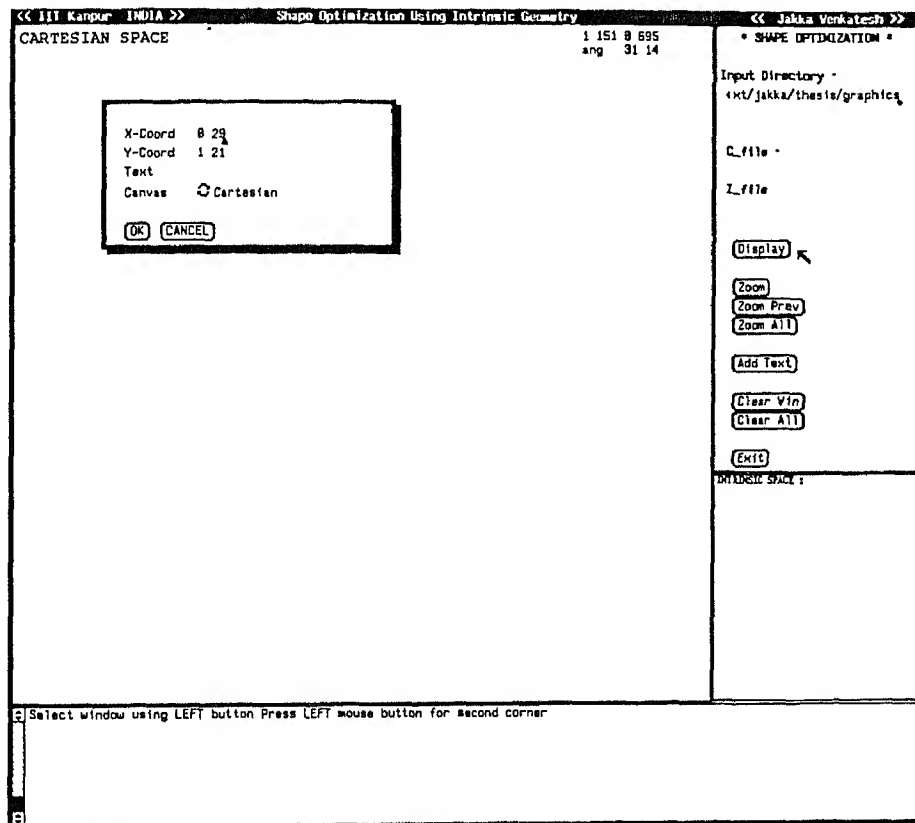 << IIT Kanpur INDIA >> Shape Optimization Using Intrinsic Geometry << Jakka Venkatesh >>
CARTESIAN SPACE
1 151 0 695
ang 31 14
* SHAPE OPTIMIZATION *
Input Directory -
ext/jakka/thesis/graphics
C_file -
I_file
X-Coord 0 29
Y-Coord 1 21
Text
Canvas Cartesian
OK CANCEL
Display
Zoom
Zoom Prev
Zoom All
Add Text
Clear Win
Clear All
Exit
INTRINSIC SPACE :
Select window using LEFT button Press LEFT mouse button for second corner